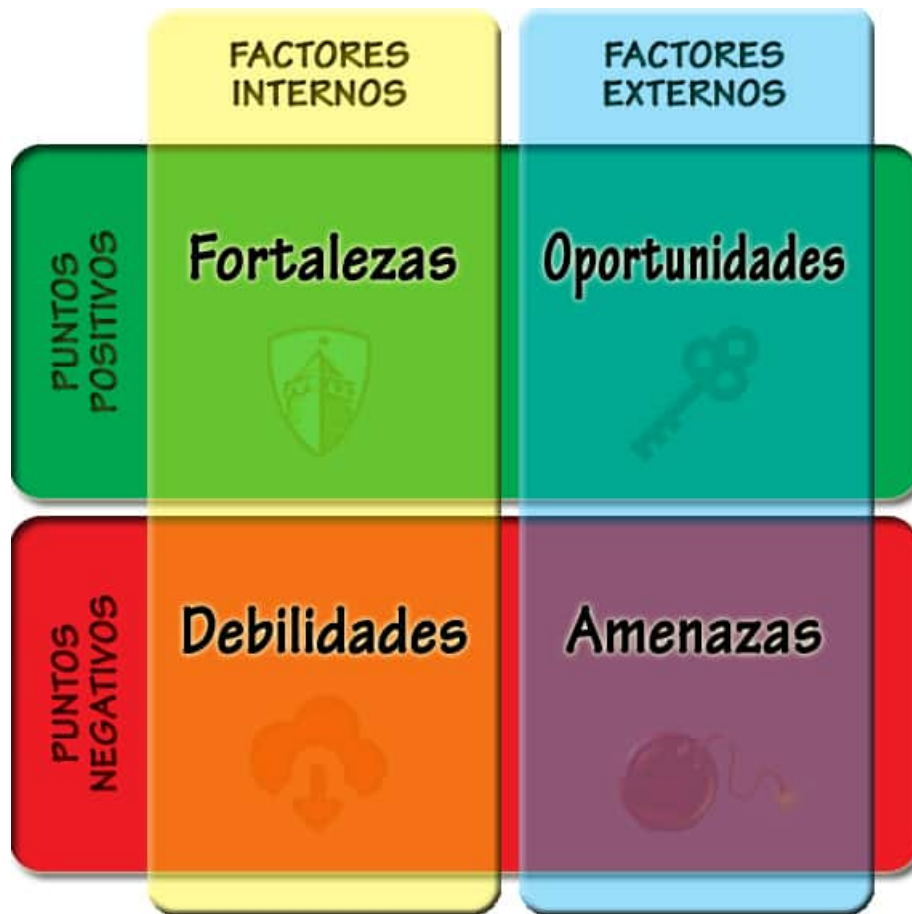 FACTORES
INTERNOS
FACTORES
EXTERNOS
PUNTOS
POSITIVOS
Fortalezas
Oportunidades
PUNTOS
NEGATIVOS
Debilidades
Amenazas